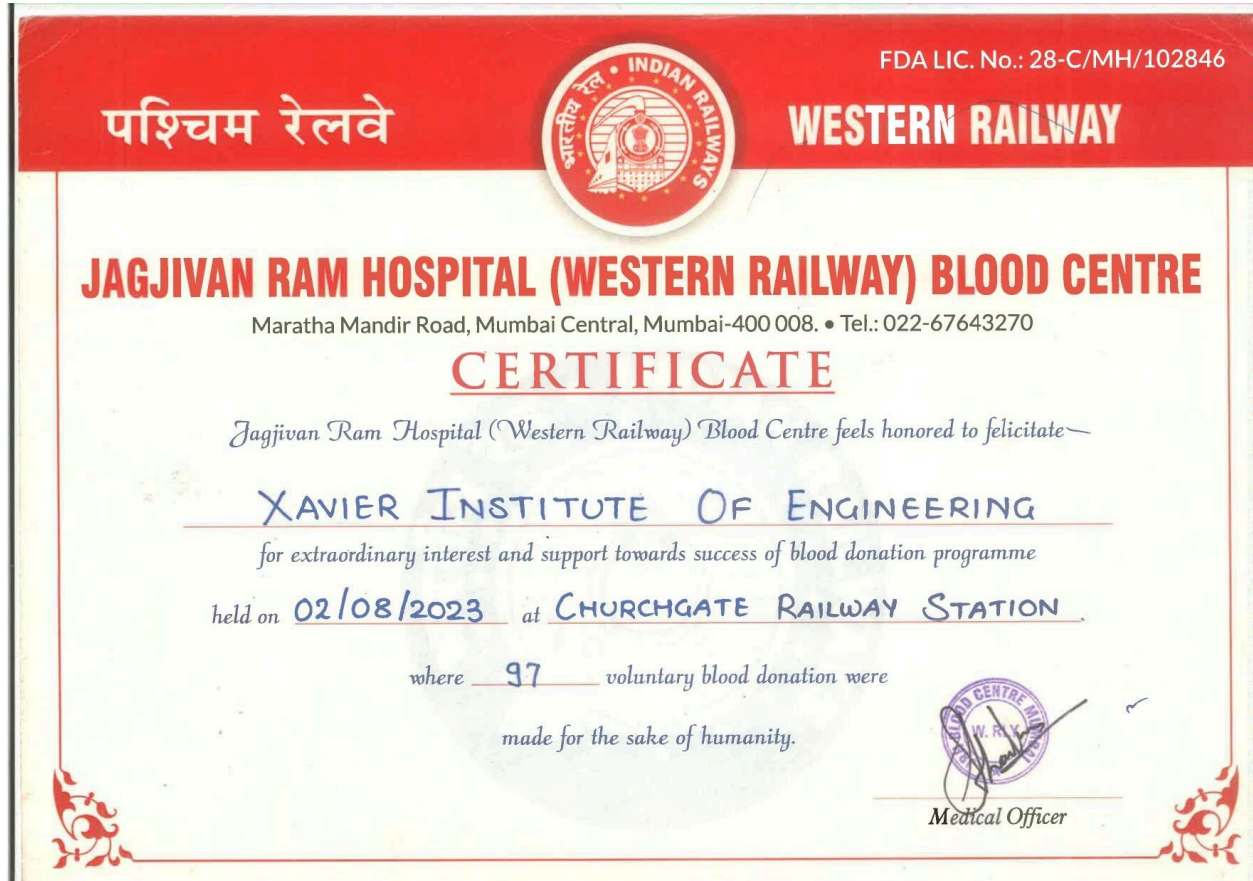 FDA LIC. No.: 28-C/MH/102846
पश्चिम रेलवे
भारतीय रेल • INDIAN RAILWAYS
WESTERN RAILWAY
JAGJIVAN RAM HOSPITAL (WESTERN RAILWAY) BLOOD CENTRE
Maratha Mandir Road, Mumbai Central, Mumbai-400 008. • Tel.: 022-67643270
CERTIFICATE
Jagjivan Ram Hospital (Western Railway) Blood Centre feels honored to felicitate
XAVIER INSTITUTE OF ENGINEERING
for extraordinary interest and support towards success of blood donation programme
held on 02/08/2023 at CHURCHGATE RAILWAY STATION.
where 97 voluntary blood donation were
made for the sake of humanity.
BLOOD CENTRE
W. RLY
Medical Officer